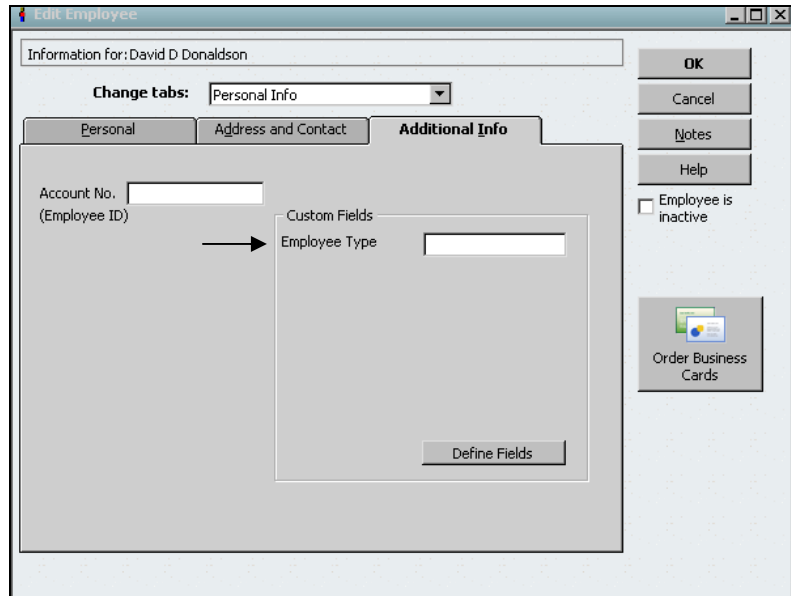 Edit Employee
Information for:David D Donaldson
Change tabs: Personal Info
Personal Address and Contact Additional Info
Account No.
(Employee ID)
Custom Fields
Employee Type
Define Fields
OK
Cancel
Notes
Help
Employee is
inactive
Order Business
Cards